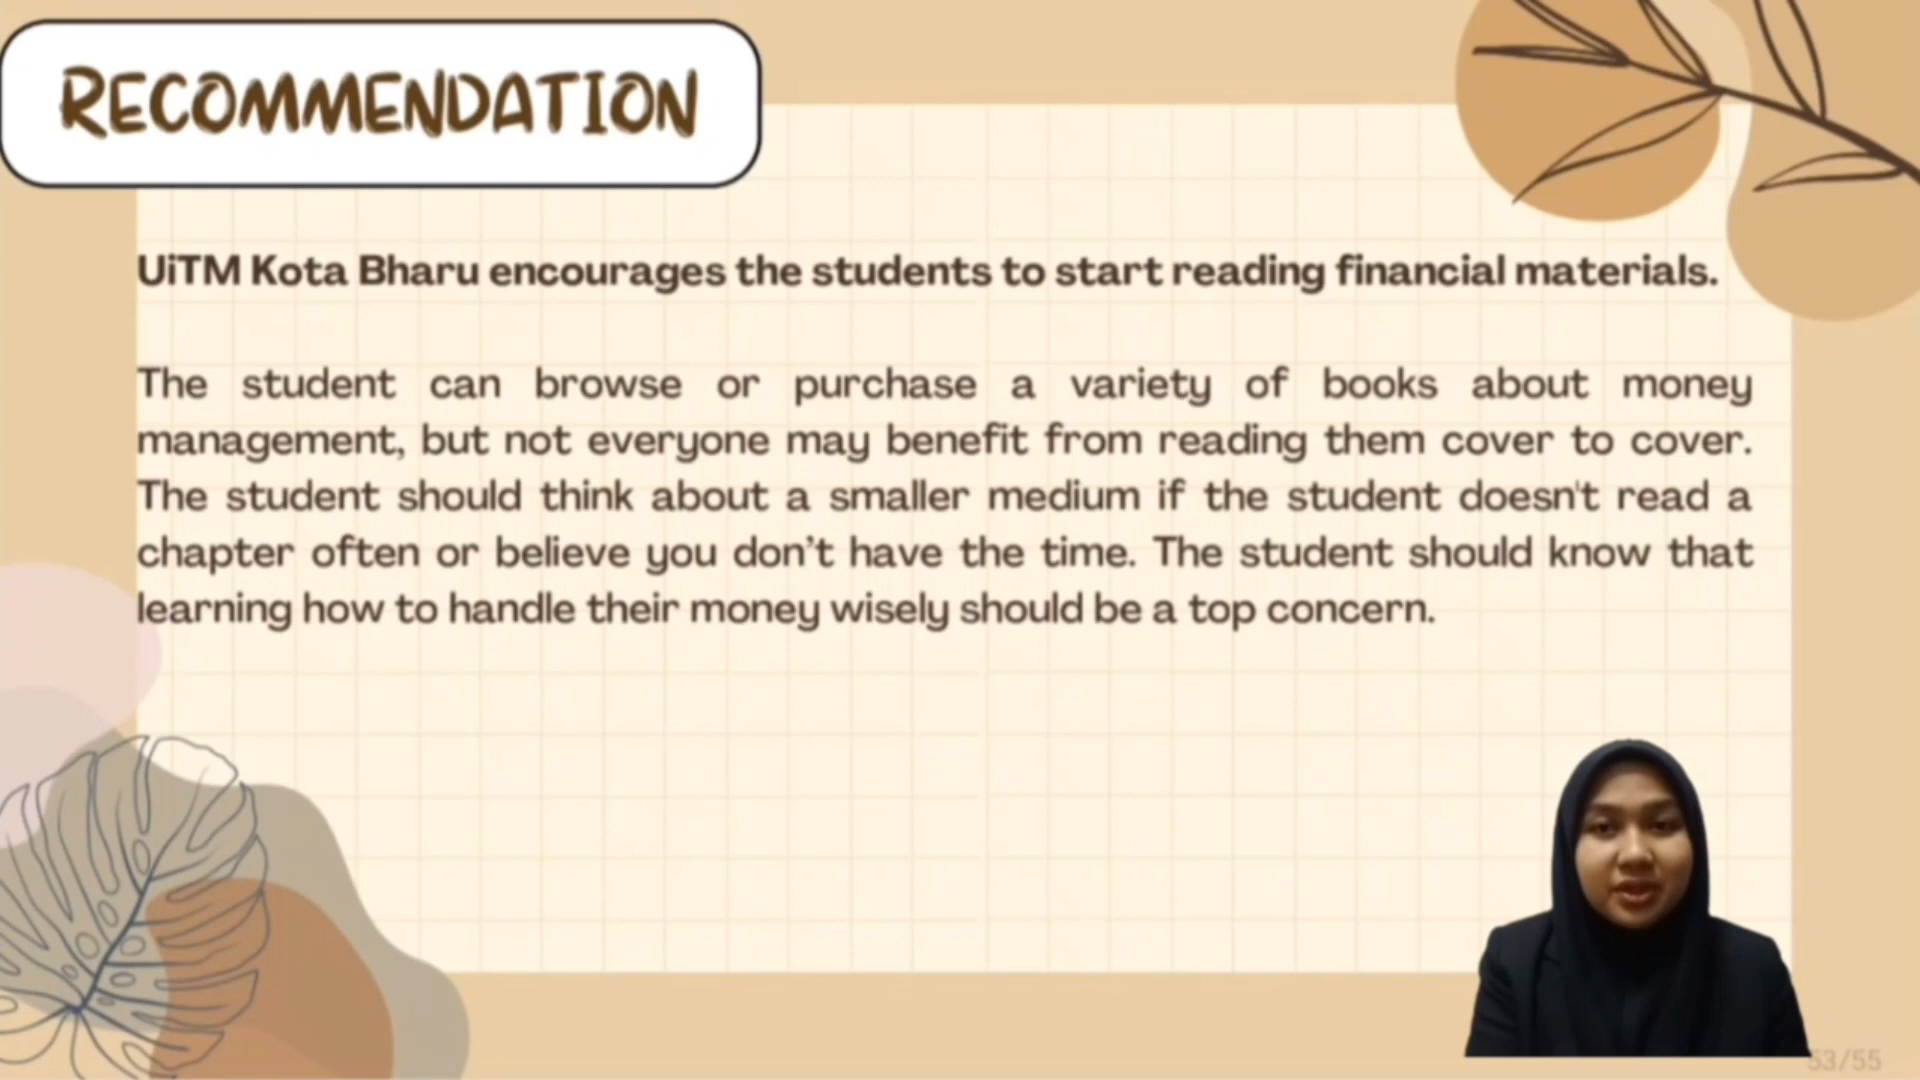 RECOMMENDATION
UiTM Kota Bharu encourages the students to start reading financial materials.
The student can browse or purchase a variety of books about money
management, but not everyone may benefit from reading them cover to cover.
The student should think about a smaller medium if the student doesn't read a
chapter often or believe you don’t have the time. The student should know that
learning how to handle their money wisely should be a top concern.
53/55